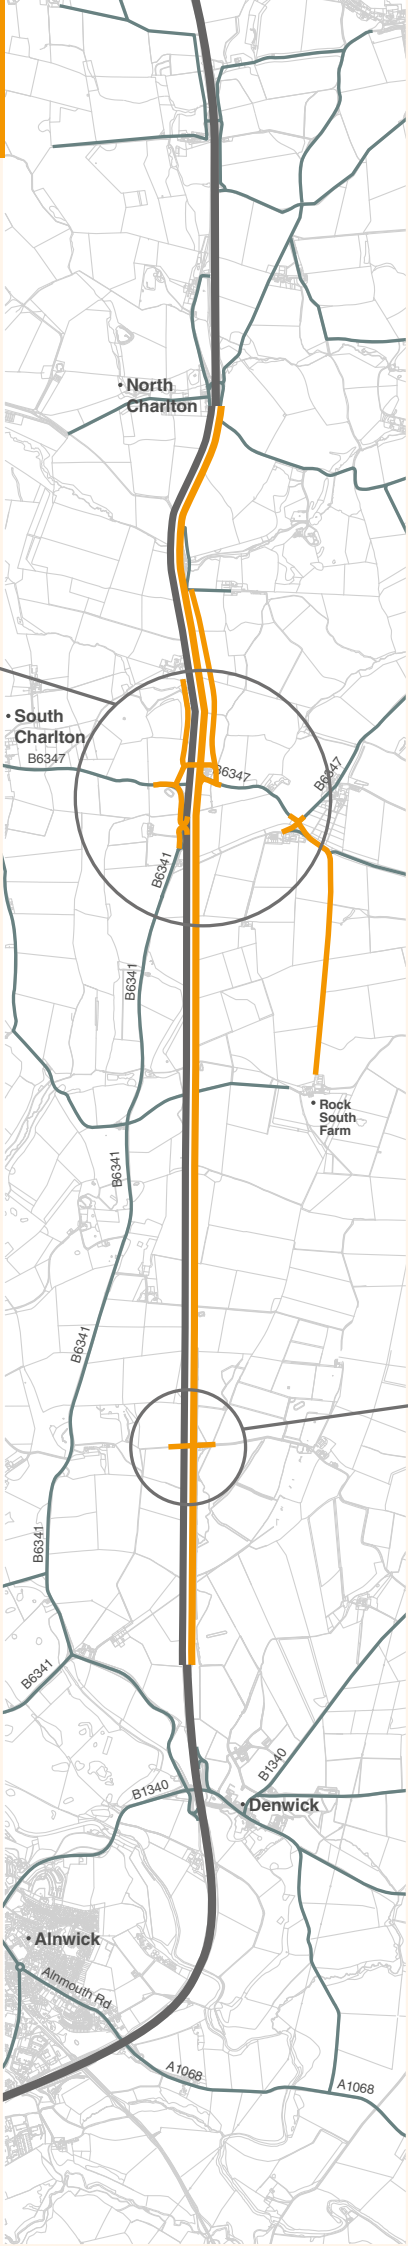 North
Charlton
South
Charlton
B6347
B6347
B6347
B6341
B6341
Rock
South
Farm
B6341
B6341
B6341
B6341
B1340
B1340
Denwick
Alnwick
Alnmouth Rd
A1068
A1068